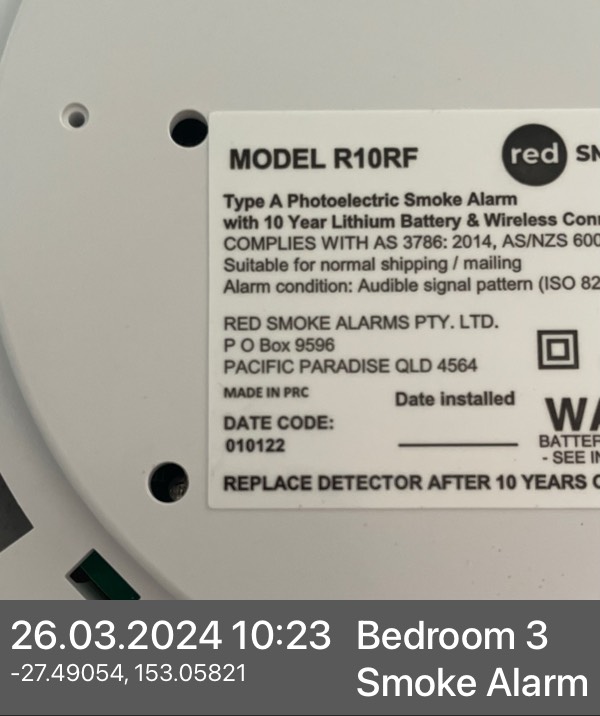 MODEL R10RF
red
Type A Photoelectric Smoke Alarm
with 10 Year Lithium Battery & Wireless
COMPLIES WITH AS 3786: 2014, AS/NZS
Suitable for normal shipping / mailing
Alarm condition: Audible signal pattern (ISO
RED SMOKE ALARMS PTY. LTD.
P O Box 9596
PACIFIC PARADISE QLD 4564
MADE IN PRC
Date installed
DATE CODE:
010122
- SEE
REPLACE DETECTOR AFTER 10 YEARS
26.03.2024 10:23
-27.49054, 153.05821
Bedroom 3
Smoke Alarm